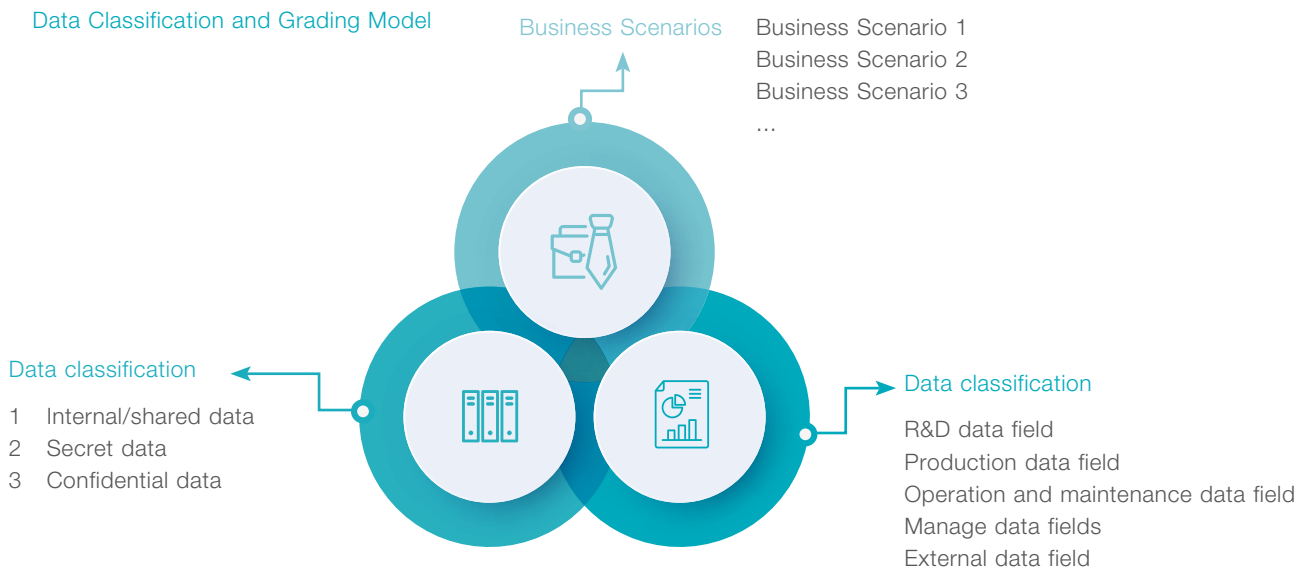 Data Classification and Grading Model
Business Scenarios
Business Scenario 1
Business Scenario 2
Business Scenario 3
...
Data classification
1 Internal/shared data
2 Secret data
3 Confidential data
Data classification
R&D data field
Production data field
Operation and maintenance data field
Manage data fields
External data field